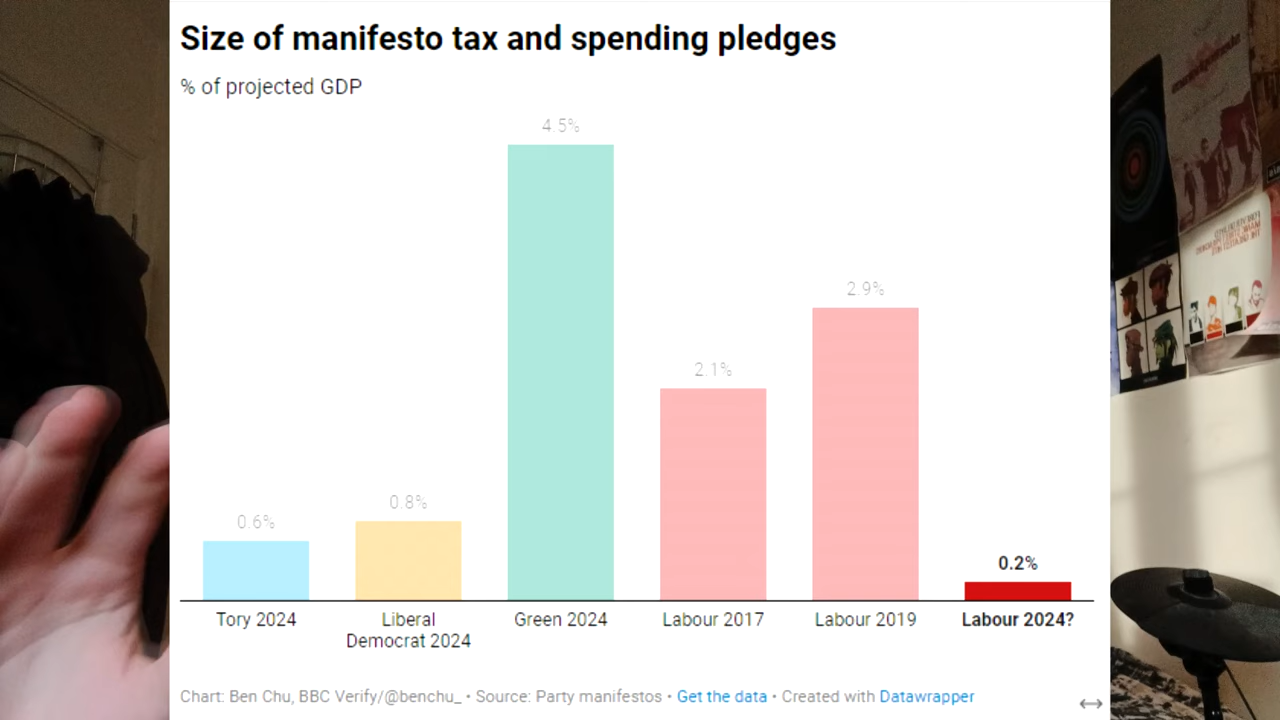 Size of manifesto tax and spending pledges
% of projected GDP
4.5%
2.9%
2.1%
0.8%
0.6%
0.2%
Tory 2024
Liberal
Democrat 2024
Green 2024
Labour 2017
Labour 2019
Labour 2024?
Chart: Ben Chu, BBC Verify/@benchu_ • Source: Party manifestos • Get the data • Created with Datawrapper